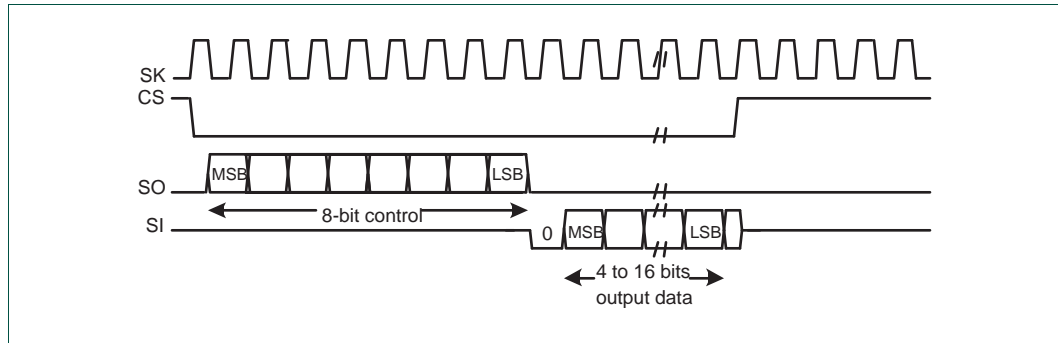 SK
CS
MSB LSB
SO
8-bit control
SI
0 MSB LSB
4 to 16 bits
output data